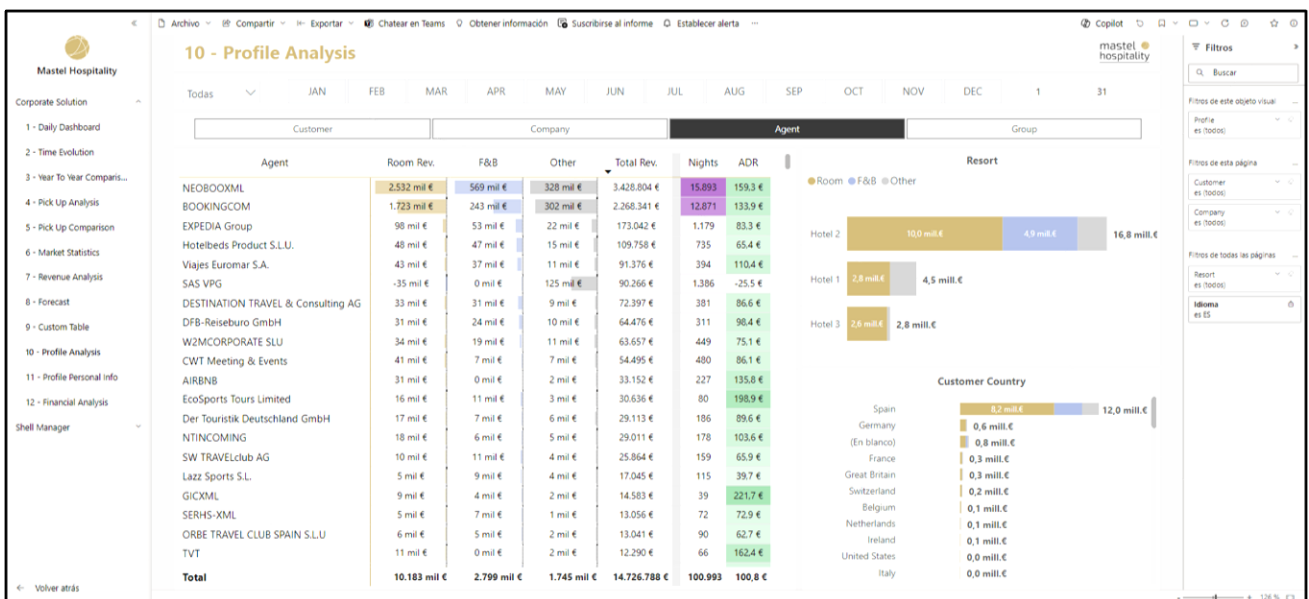 Archivo Compartir Exportar Chatear en Teams Obtener información Suscribirse al informe Establecer alerta ... Copilot
Mastel Hospitality
Corporate Solution
1 - Daily Dashboard
2 - Time Evolution
3 - Year To Year Comparis...
4 - Pick Up Analysis
5 - Pick Up Comparison
6 - Market Statistics
7 - Revenue Analysis
8 - Forecast
9 - Custom Table
10 - Profile Analysis
11 - Profile Personal Info
12 - Financial Analysis
Shell Manager
Volver atrás
10 - Profile Analysis
mastel
hospitality
Todas JAN FEB MAR APR MAY JUN JUL AUG SEP OCT NOV DEC 1 31
Customer Company Agent Group
Agent Room Rev. F&B Other Total Rev. Nights ADR
NEOBOOXML 2.532 mil € 569 mil € 328 mil € 3.428.804 € 15.893 159,3 €
BOOKINGCOM 1.723 mil € 243 mil € 302 mil € 2.268.341 € 12.871 133,9 €
EXPEDIA Group 98 mil € 53 mil € 22 mil € 173.042 € 1.179 83,3 €
Hotelbeds Product S.L.U. 48 mil € 47 mil € 15 mil € 109.758 € 735 65,4 €
Viajes Euromar S.A. 43 mil € 37 mil € 11 mil € 91.376 € 394 110,4 €
SAS VPG -35 mil € 0 mil € 125 mil € 90.266 € 1.386 -25,5 €
DESTINATION TRAVEL & Consulting AG 33 mil € 31 mil € 9 mil € 72.397 € 381 86,6 €
DFB-Reiseburo GmbH 31 mil € 24 mil € 10 mil € 64.476 € 311 98,4 €
W2MCORPORATE SLU 34 mil € 19 mil € 11 mil € 63.657 € 449 75,1 €
CWT Meeting & Events 41 mil € 7 mil € 7 mil € 54.495 € 480 86,1 €
AIRBNB 31 mil € 0 mil € 2 mil € 33.152 € 227 135,8 €
EcoSports Tours Limited 16 mil € 11 mil € 3 mil € 30.636 € 80 198,9 €
Der Touristik Deutschland GmbH 17 mil € 7 mil € 6 mil € 29.113 € 186 89,6 €
NTINCOMING 18 mil € 6 mil € 5 mil € 29.011 € 178 103,6 €
SW TRAVELclub AG 10 mil € 11 mil € 4 mil € 25.864 € 159 65,9 €
Lazz Sports S.L. 5 mil € 9 mil € 4 mil € 17.045 € 115 39,7 €
GICXML 9 mil € 4 mil € 2 mil € 14.583 € 39 221,7 €
SERHS-XML 5 mil € 7 mil € 1 mil € 13.056 € 72 72,9 €
ORBE TRAVEL CLUB SPAIN S.L.U 6 mil € 5 mil € 2 mil € 13.041 € 90 62,7 €
TVT 11 mil € 0 mil € 2 mil € 12.290 € 66 162,4 €
Total 10.183 mil € 2.799 mil € 1.745 mil € 14.726.788 € 100.993 100,8 €
Resort
Room F&B Other
Hotel 2 10,0 mill.€ 4,9 mill.€ 16,8 mill.€
Hotel 1 2,8 mill.€ 4,5 mill.€
Hotel 3 2,6 mill.€ 2,8 mill.€
Customer Country
Spain 8,2 mill.€ 12,0 mill.€
Germany 0,6 mill.€
(En blanco) 0,8 mill.€
France 0,3 mill.€
Great Britain 0,3 mill.€
Switzerland 0,2 mill.€
Belgium 0,1 mill.€
Netherlands 0,1 mill.€
Ireland 0,1 mill.€
United States 0,0 mill.€
Italy 0,0 mill.€
Filtros
Buscar
Filtros de este objeto visual ...
Profile
es (todos)
Filtros de esta página ...
Customer
es (todos)
Company
es (todos)
Filtros de todas las páginas ...
Resort
es (todos)
Idioma
es ES
- + 126 %